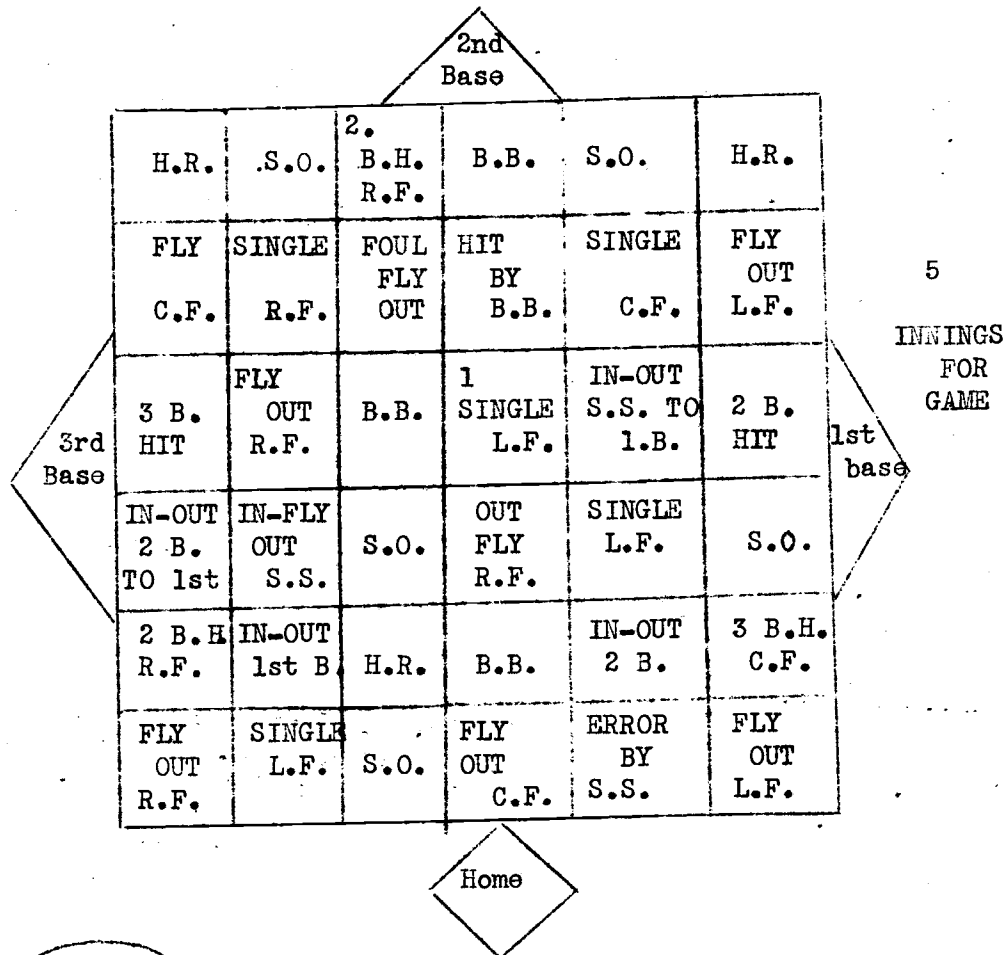 2nd
Base
H.R.
S.O.
2.
B.H.
R.F.
B.B.
S.O.
H.R.
FLY
C.F.
SINGLE
R.F.
FOUL
FLY
OUT
HIT
BY
B.B.
SINGLE
C.F.
FLY
OUT
L.F.
5
INNINGS
FOR
GAME
3rd
Base
3 B.
HIT
FLY
OUT
R.F.
B.B.
1
SINGLE
L.F.
IN-OUT
S.S. TO
1.B.
2 B.
HIT
1st
base
IN-OUT
2 B.
TO 1st
IN-FLY
OUT
S.S.
S.O.
OUT
FLY
R.F.
SINGLE
L.F.
S.O.
2 B.H
R.F.
IN-OUT
1st B.
H.R.
B.B.
IN-OUT
2 B.
3 B.H.
C.F.
FLY
OUT
R.F.
SINGLE
L.F.
S.O.
FLY
OUT
C.F.
ERROR
BY
S.S.
FLY
OUT
L.F.
Home